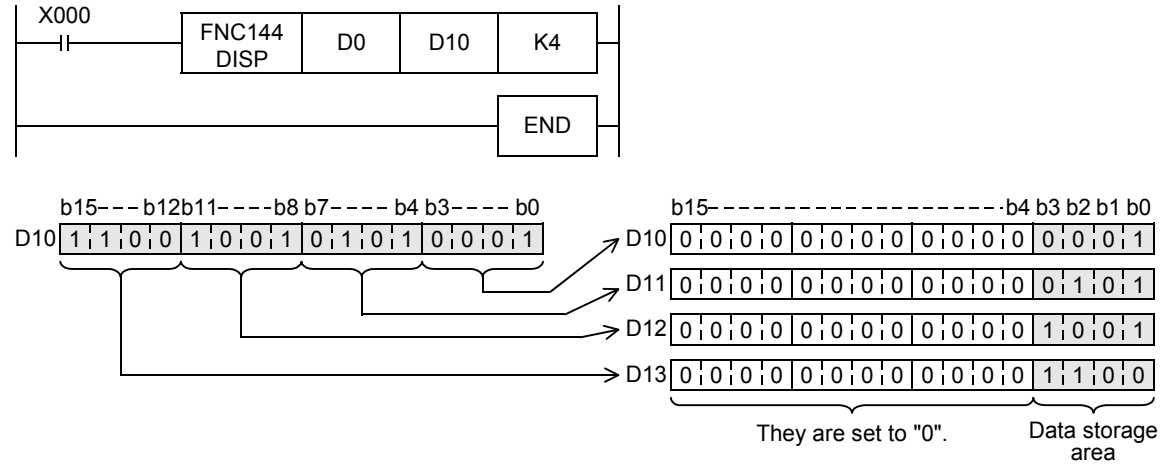 X000
FNC144 DISP D0 D10 K4
END
b15---b12b11-----b8 b7-----b4 b3-----b0
D10 1 1 0 0 1 0 0 1 0 1 0 1 0 0 0 1
b15-------------------------b4 b3 b2 b1 b0
D10 0 0 0 0 0 0 0 0 0 0 0 0 0 0 0 1
D11 0 0 0 0 0 0 0 0 0 0 0 0 0 1 0 1
D12 0 0 0 0 0 0 0 0 0 0 0 0 1 0 0 1
D13 0 0 0 0 0 0 0 0 0 0 0 0 1 1 0 0
They are set to "0".
Data storage
area